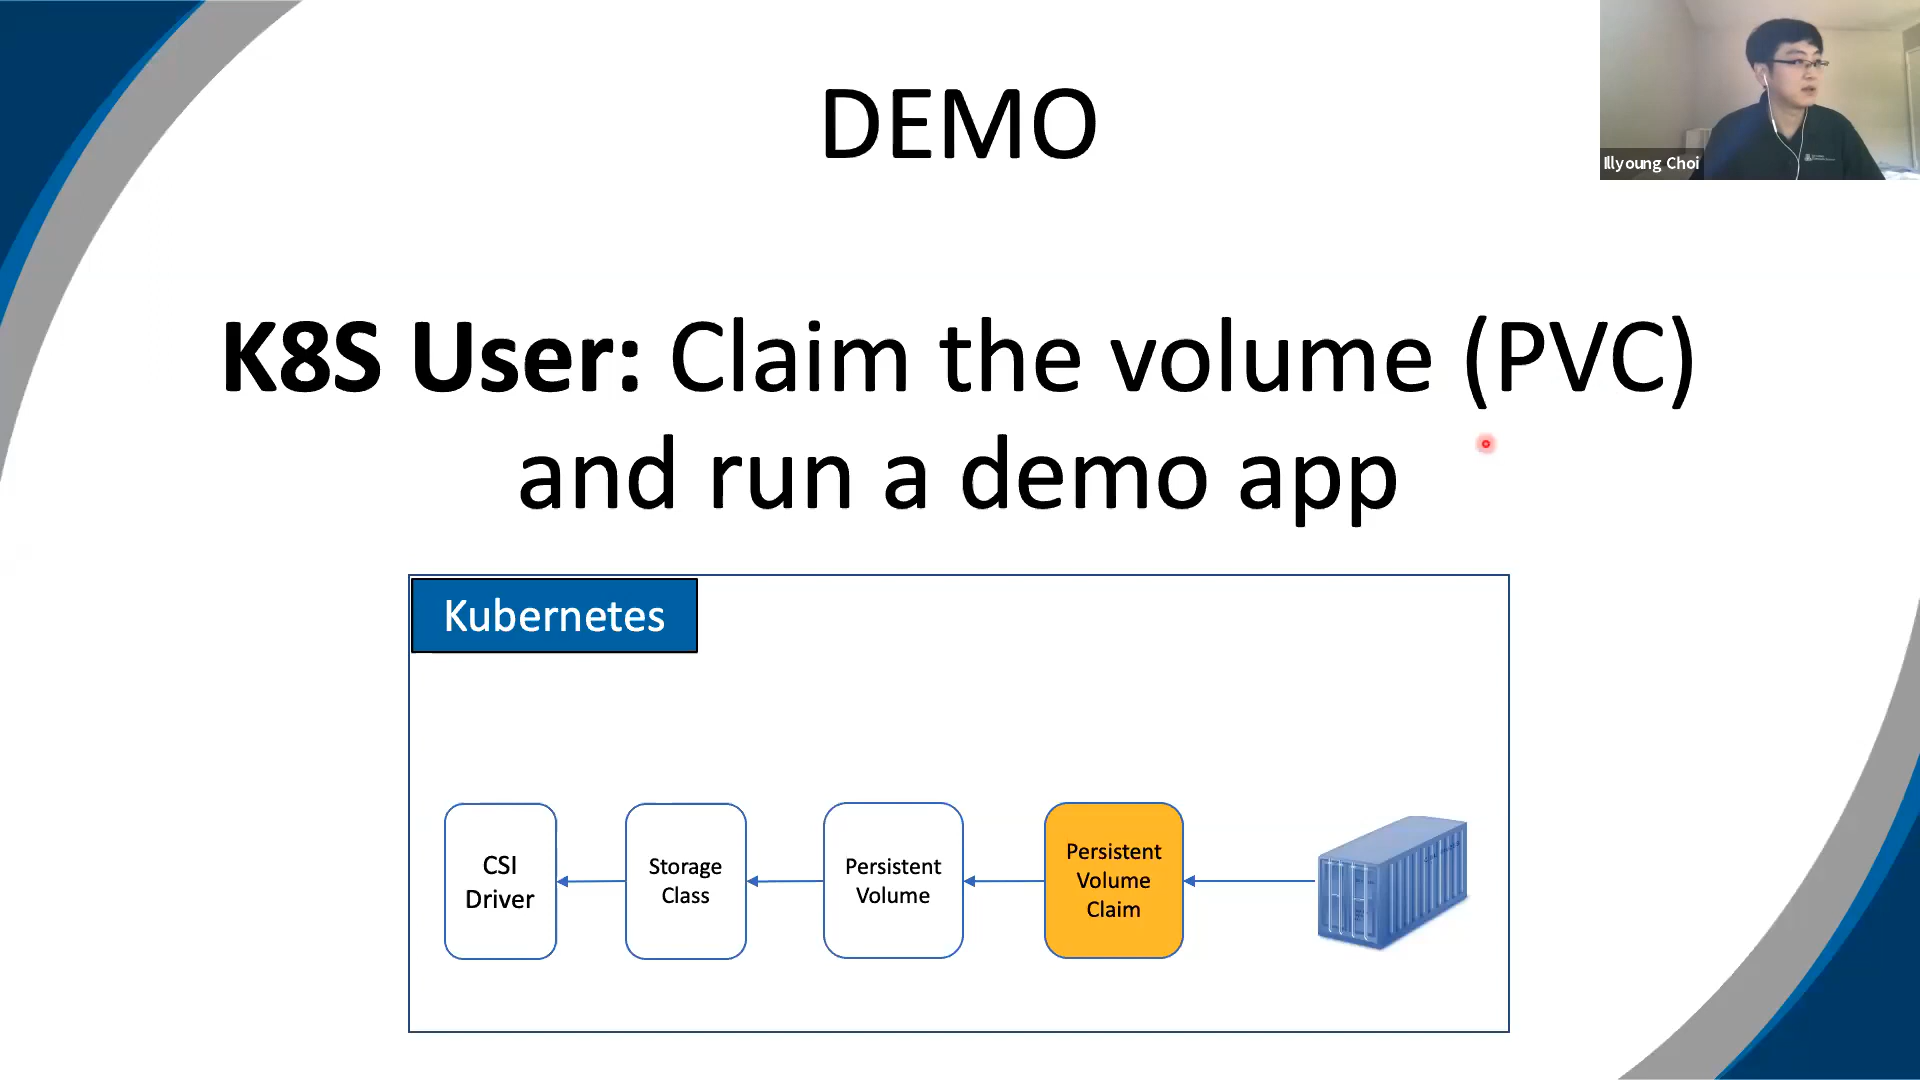 DEMO
Illyoung Choi
K8S User: Claim the volume (PVC)
and run a demo app
Kubernetes
CSI
Driver
Storage
Class
Persistent
Volume
Persistent
Volume
Claim